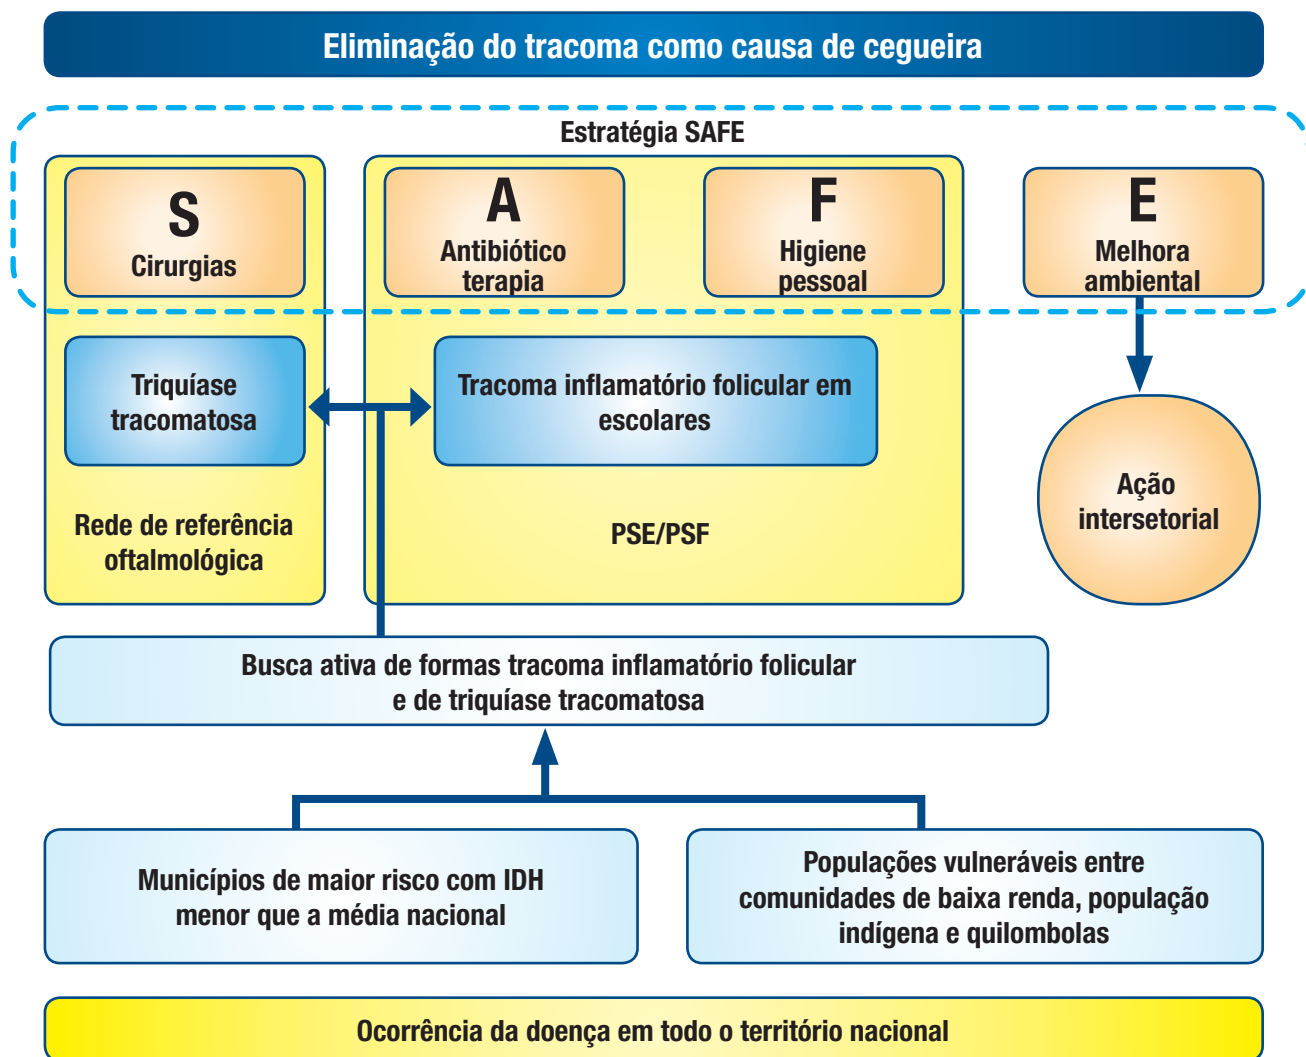 Eliminação do tracoma como causa de cegueira
Estratégia SAFE
S
Cirurgias
A
Antibiótico
terapia
F
Higiene
pessoal
E
Melhora
ambiental
Triquíase
tracomatosa
Tracoma inflamatório folicular em
escolares
Rede de referência
oftalmológica
PSE/PSF
Ação
intersetorial
Busca ativa de formas tracoma inflamatório folicular
e de triquíase tracomatosa
Municípios de maior risco com IDH
menor que a média nacional
Populações vulneráveis entre
comunidades de baixa renda, população
indígena e quilombolas
Ocorrência da doença em todo o território nacional